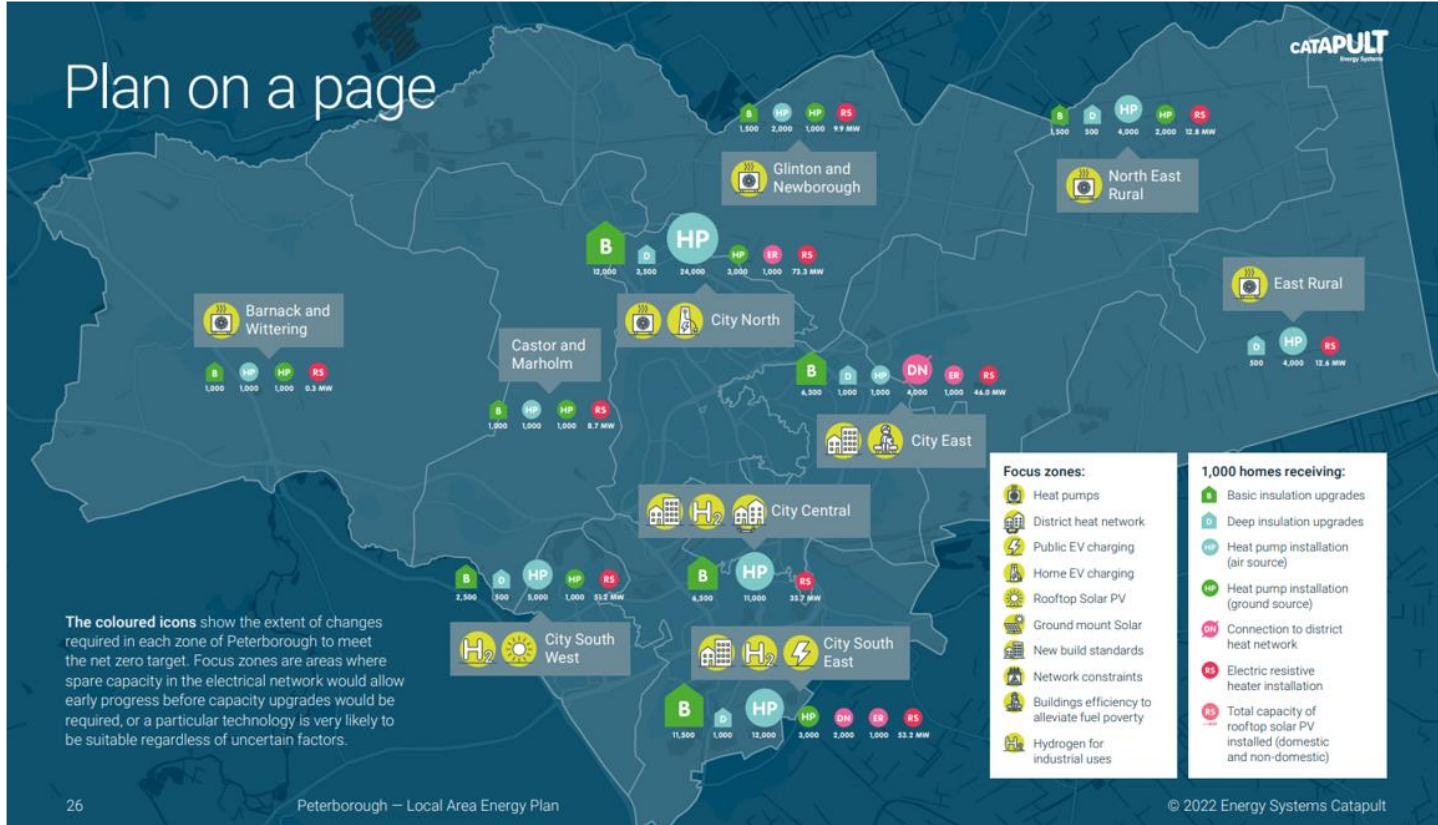 CATAPULT
Energy Systems
Plan on a page
B HP HP RS
1,500 2,000 1,000 9.9 MW
Glinton and
Newborough
B D HP HP RS
1,500 500 4,000 2,000 12.8 MW
North East
Rural
B D HP HP ER RS
12,000 2,500 24,000 3,000 1,000 73.3 MW
City North
East Rural
D HP RS
500 4,000 12.6 MW
Barnack and
Wittering
B HP HP RS
1,000 1,000 1,000 0.3 MW
Castor and
Marholm
B HP HP RS
1,000 1,000 1,000 8.7 MW
B D HP DN ER RS
6,500 1,000 1,000 4,000 1,000 46.0 MW
City East
H2 City Central
B HP RS
6,500 11,000 33.7 MW
B D HP HP RS
2,500 500 5,000 1,000 51.2 MW
H2 City South
West
H2 City South
East
B D HP HP DN ER RS
11,500 1,000 12,000 3,000 2,000 1,000 53.2 MW
The coloured icons show the extent of changes
required in each zone of Peterborough to meet
the net zero target. Focus zones are areas where
spare capacity in the electrical network would allow
early progress before capacity upgrades would be
required, or a particular technology is very likely to
be suitable regardless of uncertain factors.
Focus zones:
Heat pumps
District heat network
Public EV charging
Home EV charging
Rooftop Solar PV
Ground mount Solar
New build standards
Network constraints
Buildings efficiency to
alleviate fuel poverty
H2 Hydrogen for
industrial uses
1,000 homes receiving:
B Basic insulation upgrades
D Deep insulation upgrades
HP Heat pump installation
(air source)
HP Heat pump installation
(ground source)
DN Connection to district
heat network
RS Electric resistive
heater installation
RS Total capacity of
rooftop solar PV
installed (domestic
and non-domestic)
26
Peterborough — Local Area Energy Plan
© 2022 Energy Systems Catapult